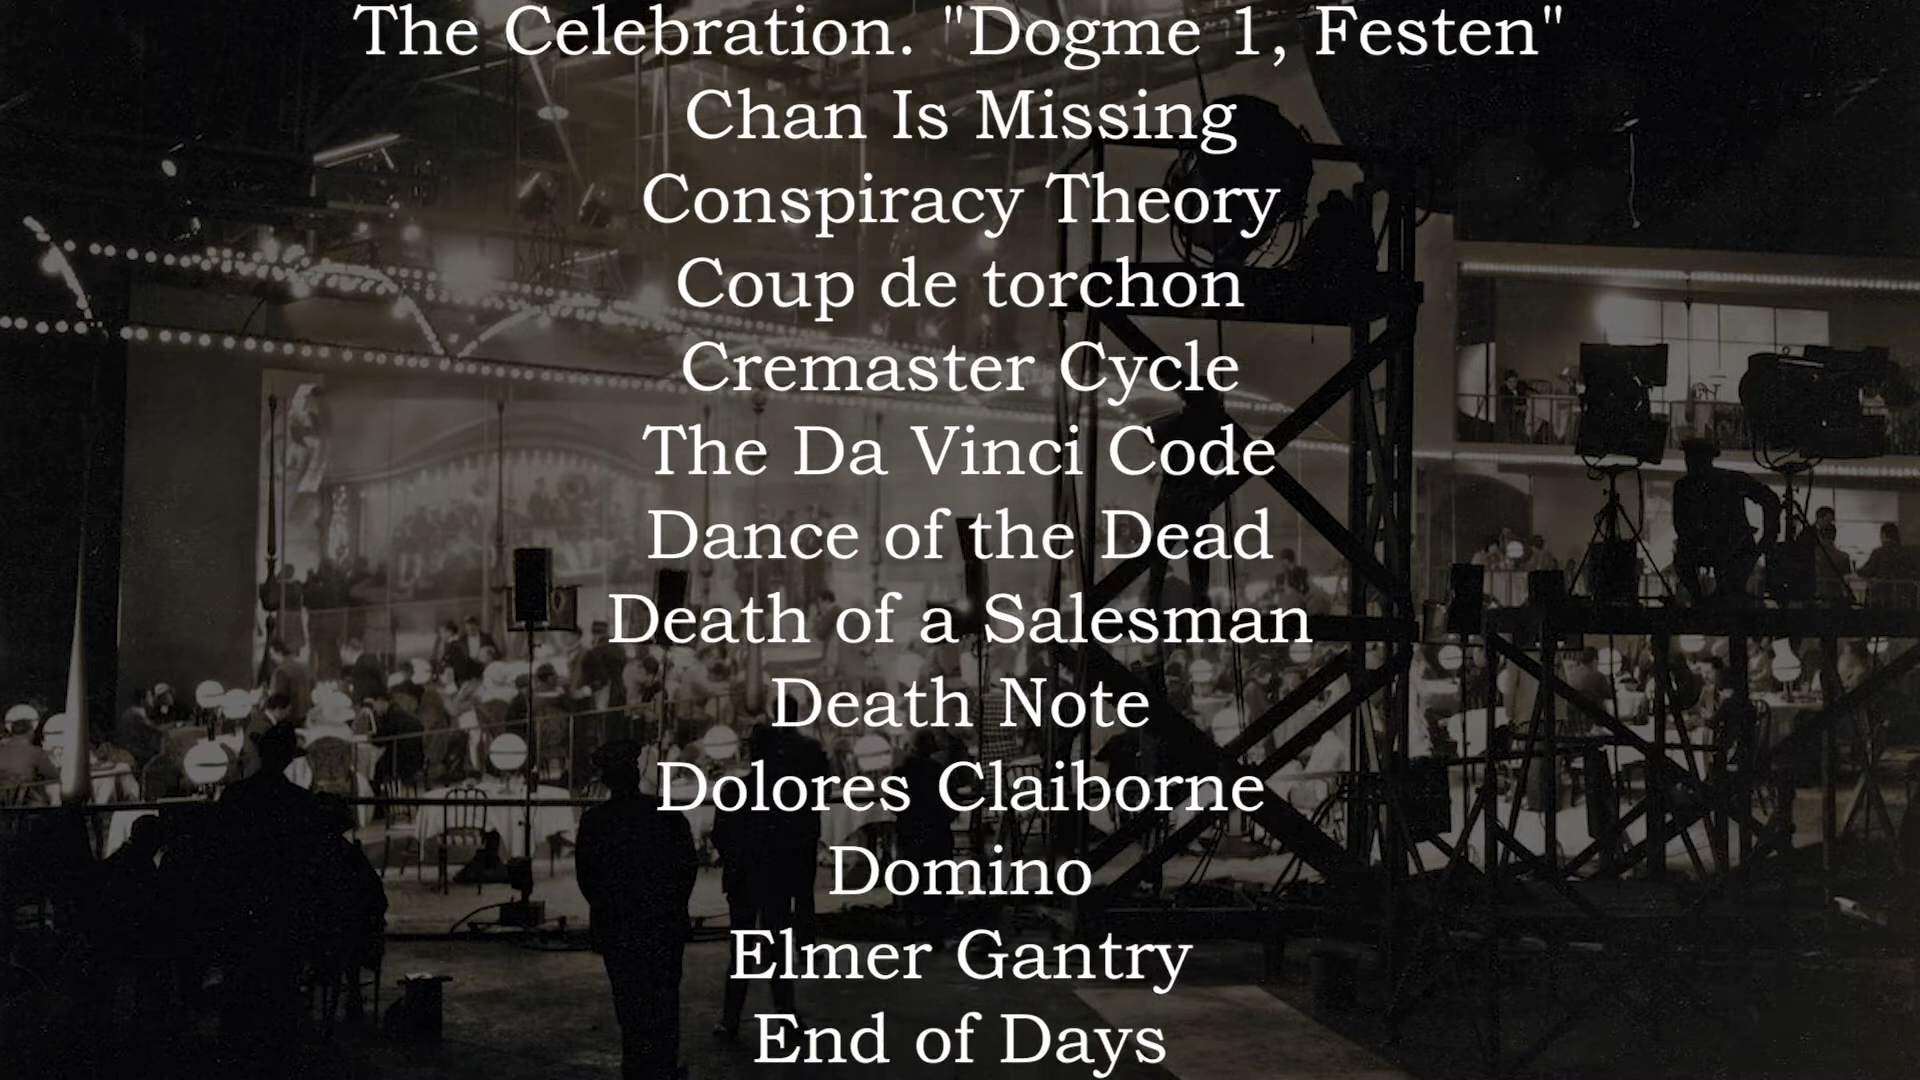 The Celebration. "Dogme 1, Festen"
Chan Is Missing
Conspiracy Theory
Coup de torchon
Cremaster Cycle
The Da Vinci Code
Dance of the Dead
Death of a Salesman
Death Note
Dolores Claiborne
Domino
Elmer Gantry
End of Days